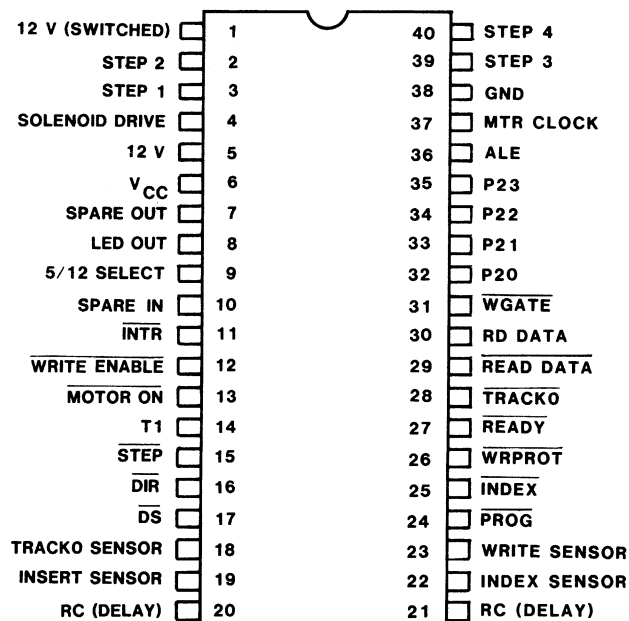 12 V (SWITCHED) 1 40 STEP 4
STEP 2 2 39 STEP 3
STEP 1 3 38 GND
SOLENOID DRIVE 4 37 MTR CLOCK
12 V 5 36 ALE
VCC 6 35 P23
SPARE OUT 7 34 P22
LED OUT 8 33 P21
5/12 SELECT 9 32 P20
SPARE IN 10 31 WGATE
INTR 11 30 RD DATA
WRITE ENABLE 12 29 READ DATA
MOTOR ON 13 28 TRACK0
T1 14 27 READY
STEP 15 26 WRPROT
DIR 16 25 INDEX
DS 17 24 PROG
TRACK0 SENSOR 18 23 WRITE SENSOR
INSERT SENSOR 19 22 INDEX SENSOR
RC (DELAY) 20 21 RC (DELAY)